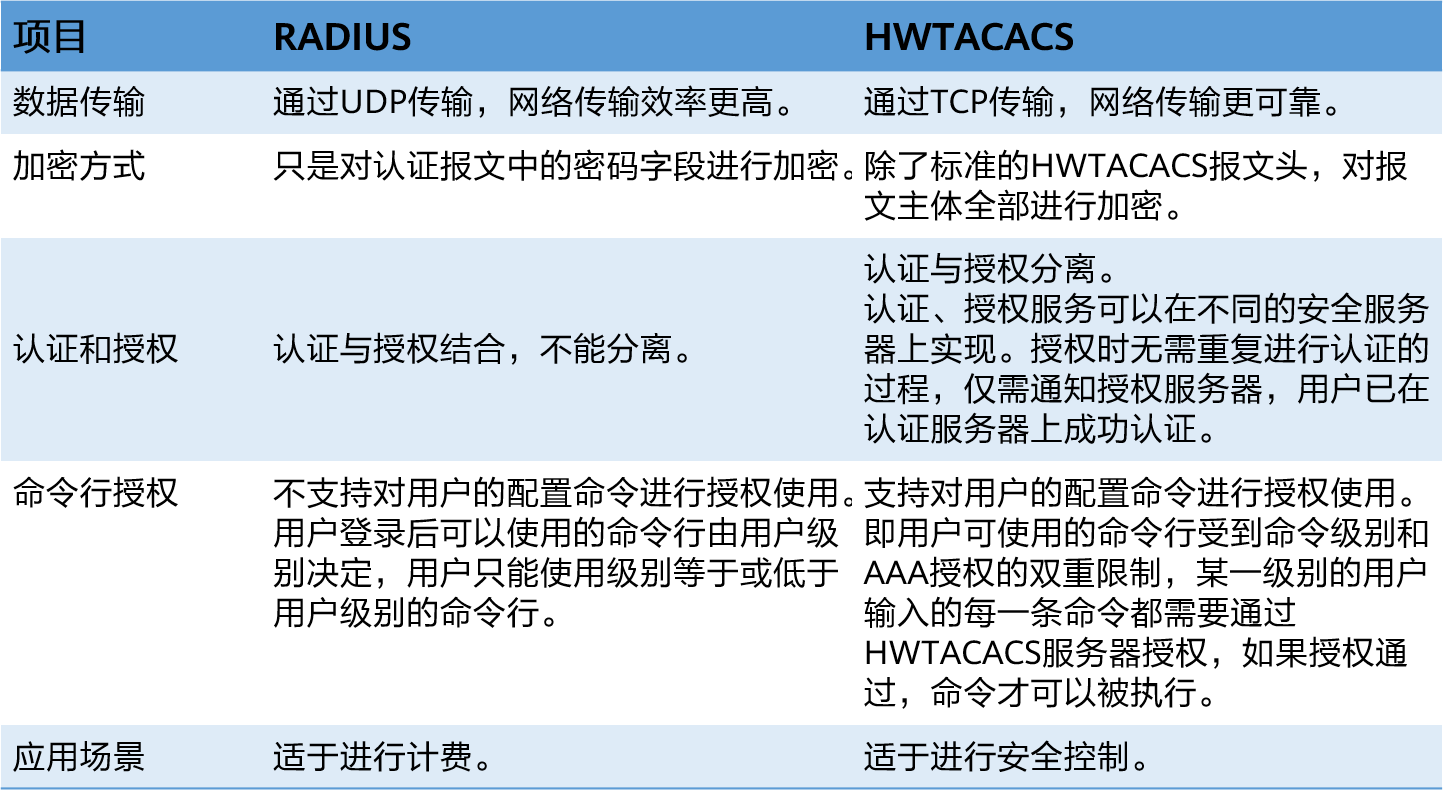 项目 RADIUS HWTACACS
数据传输 通过UDP传输，网络传输效率更高。 通过TCP传输，网络传输更可靠。
加密方式 只是对认证报文中的密码字段进行加密。 除了标准的HWTACACS报文头，对报
文主体全部进行加密。
认证和授权 认证与授权结合，不能分离。 认证与授权分离。
认证、授权服务可以在不同的安全服务
器上实现。授权时无需重复进行认证的
过程，仅需通知授权服务器，用户已在
认证服务器上成功认证。
命令行授权 不支持对用户的配置命令进行授权使用。
用户登录后可以使用的命令行由用户级
别决定，用户只能使用级别等于或低于
用户级别的命令行。
支持对用户的配置命令进行授权使用。
即用户可使用的命令行受到命令级别和
AAA授权的双重限制，某一级别的用户
输入的每一条命令都需要通过
HWTACACS服务器授权，如果授权通
过，命令才可以被执行。
应用场景 适于进行计费。 适于进行安全控制。